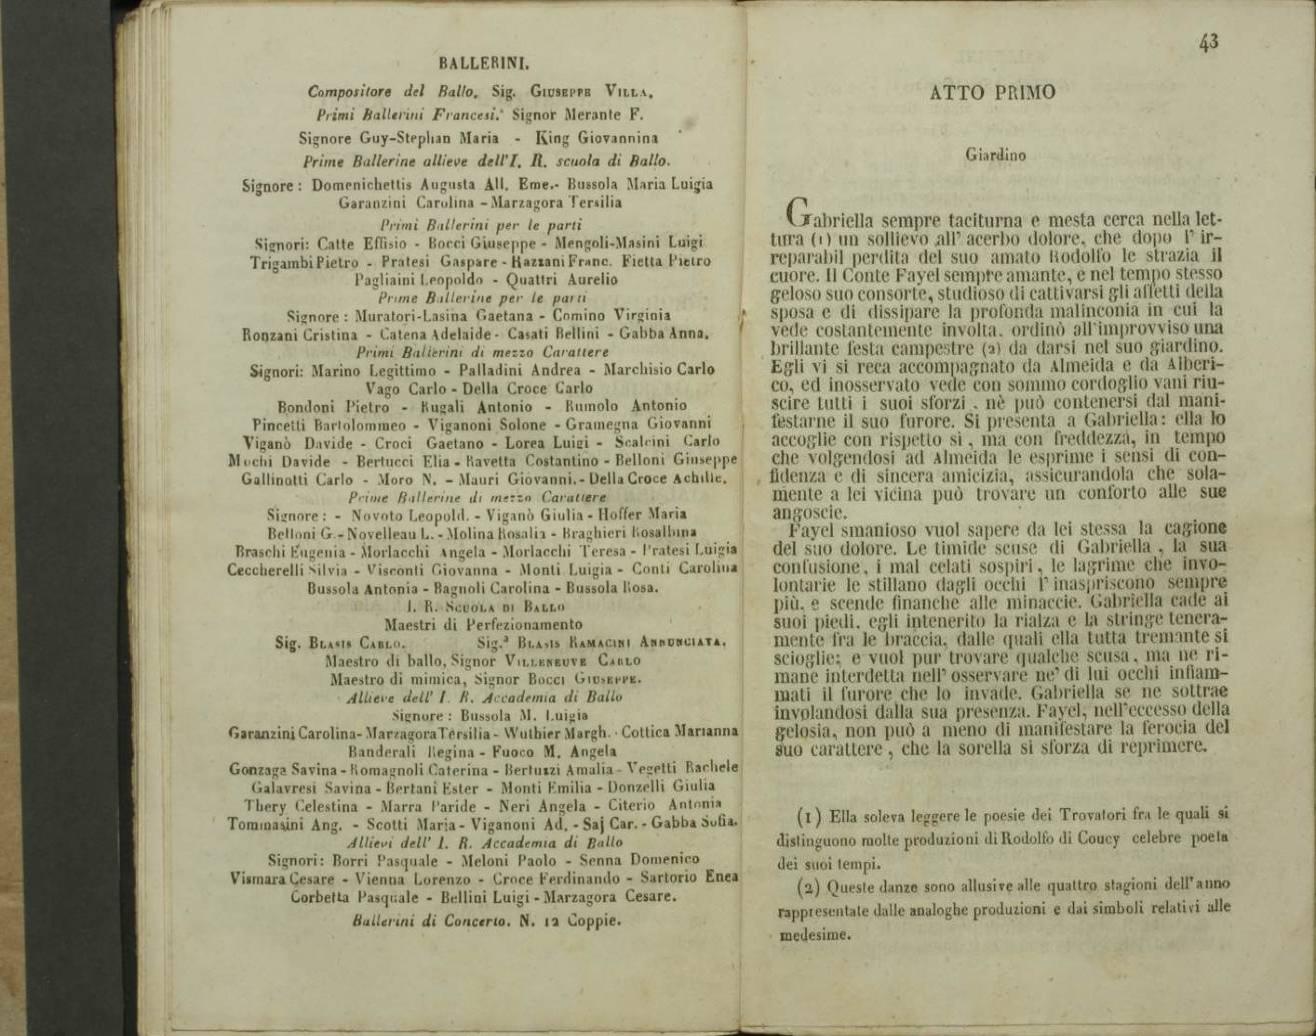 BALLERINI.
Compositore del Ballo. Sig. GIUSEPPE VILLA.
Primi Ballerini Francesi. Signor Merante F.
Signore Guy-Stephan Maria - King Giovannina
Prime Ballerine allieve dell'I. R. scuola di Ballo.
Signore : Domenichettis Augusta All. Eme.- Bussola Maria Luigia
Garanzini Carolina - Marzagora Tersilia
Primi Ballerini per le parti
Signori: Catte Effisio - Bocci Giuseppe - Mengoli-Masini Luigi
Trigambi Pietro - Pratesi Gaspare - Razzani Franc. Fietta Pietro
Pagliaini Leopoldo - Quattri Aurelio
Prime Ballerine per le parti
Signore : Muratori-Lasina Gaetana - Comino Virginia
Ronzani Cristina - Catena Adelaide - Casati Bellini - Gabba Anna.
Primi Ballerini di mezzo Carattere
Signori: Marino Legittimo - Palladini Andrea - Marchisio Carlo
Vago Carlo - Della Croce Carlo
Bondoni Pietro - Rugali Antonio - Rumolo Antonio
Pincetti Bartolommeo - Viganoni Solone - Gramegna Giovanni
Viganò Davide - Croci Gaetano - Lorea Luigi - Scalcini Carlo
Mochi Davide - Bertucci Elia - Ravetta Costantino - Belloni Giuseppe
Gallinotti Carlo - Moro N. - Mauri Giovanni. - Della Croce Achille.
Prime Ballerine di mezzo Carattere
Signore : - Novoto Leopold. - Viganò Giulia - Hoffer Maria
Belloni G. - Novelleau L. - Molina Rosalia - Braghieri Rosalbina
Braschi Eugenia - Morlacchi Angela - Morlacchi Teresa - Pratesi Luigia
Ceccherelli Silvia - Visconti Giovanna - Monti Luigia - Conti Carolina
Bussola Antonia - Bagnoli Carolina - Bussola Rosa.
I. R. SCUOLA DI BALLO
Maestri di Perfezionamento
Sig. BLASIS CARLO. Sig.ª BLASIS RAMACINI ANNUNCIATA.
Maestro di ballo, Signor VILLENEUVE CARLO
Maestro di mimica, Signor BOCCI GIUSEPPE.
Allieve dell' I. R. Accademia di Ballo
Signore : Bussola M. Luigia
Garanzini Carolina - Marzagora Tersilia - Wuthier Margh. - Cottica Marianna
Banderali Regina - Fuoco M. Angela
Gonzaga Savina - Romagnoli Caterina - Bertuzzi Amalia - Vegetti Rachele
Galavresi Savina - Bertani Ester - Monti Emilia - Donzelli Giulia
Thery Celestina - Marra Paride - Neri Angela - Citerio Antonia
Tommasini Ang. - Scotti Maria - Viganoni Ad. - Saj Car. - Gabba Sofia.
Allievi dell' I. R. Accademia di Ballo
Signori: Borri Pasquale - Meloni Paolo - Senna Domenico
Vismara Cesare - Vienna Lorenzo - Croce Ferdinando - Sartorio Enea
Corbetta Pasquale - Bellini Luigi - Marzagora Cesare.
Ballerini di Concerto. N. 12 Coppie.
43
ATTO PRIMO
Giardino
Gabriella sempre taciturna e mesta cerca nella let-
tura (1) un sollievo all' acerbo dolore, che dopo l' ir-
reparabil perdita del suo amato Rodolfo le strazia il
cuore. Il Conte Fayel sempre amante, e nel tempo stesso
geloso suo consorte, studioso di cattivarsi gli affetti della
sposa e di dissipare la profonda malinconia in cui la
vede costantemente involta, ordinò all'improvviso una
brillante festa campestre (2) da darsi nel suo giardino.
Egli vi si reca accompagnato da Almeida e da Alberi-
co, ed inosservato vede con sommo cordoglio vani riu-
scire tutti i suoi sforzi, nè può contenersi dal mani-
festarne il suo furore. Si presenta a Gabriella: ella lo
accoglie con rispetto sì, ma con freddezza, in tempo
che volgendosi ad Almeida le esprime i sensi di con-
fidenza e di sincera amicizia, assicurandola che sola-
mente a lei vicina può trovare un conforto alle sue
angoscie.
Fayel smanioso vuol sapere da lei stessa la cagione
del suo dolore. Le timide scuse di Gabriella, la sua
confusione, i mal celati sospiri, le lagrime che invo-
lontarie le stillano dagli occhi l' inaspriscono sempre
più, e scende finanche alle minaccie. Gabriella cade ai
suoi piedi, egli intenerito la rialza e la stringe tenera-
mente fra le braccia, dalle quali ella tutta tremante si
scioglie; e vuol pur trovare qualche scusa, ma ne ri-
mane interdetta nell' osservare ne' di lui occhi infiam-
mati il furore che lo invade. Gabriella se ne sottrae
involandosi dalla sua presenza. Fayel, nell'eccesso della
gelosia, non può a meno di manifestare la ferocia del
suo carattere, che la sorella si sforza di reprimere.
(1) Ella soleva leggere le poesie dei Trovatori fra le quali si
distinguono molte produzioni di Rodolfo di Coucy celebre poeta
dei suoi tempi.
(2) Queste danze sono allusive alle quattro stagioni dell'anno
rappresentate dalle analoghe produzioni e dai simboli relativi alle
medesime.